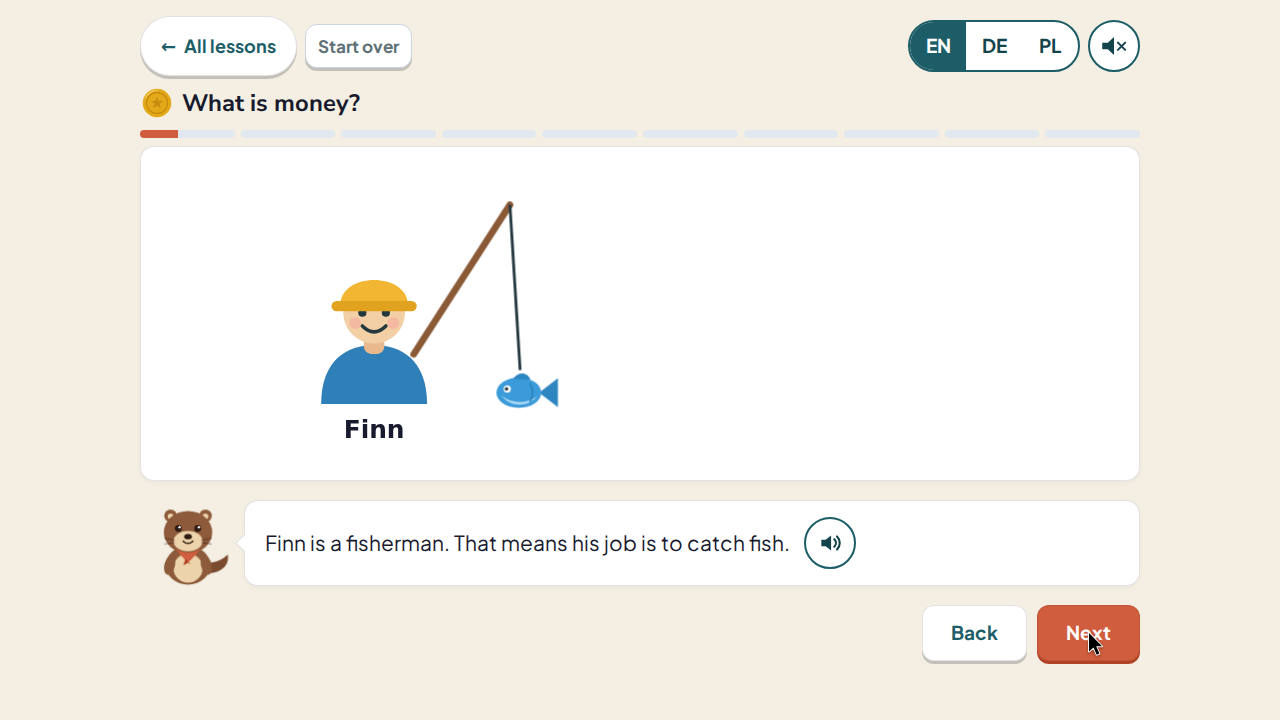 ← All lessons
Start over
EN DE PL
What is money?
Finn
Finn is a fisherman. That means his job is to catch fish.
Back
Next